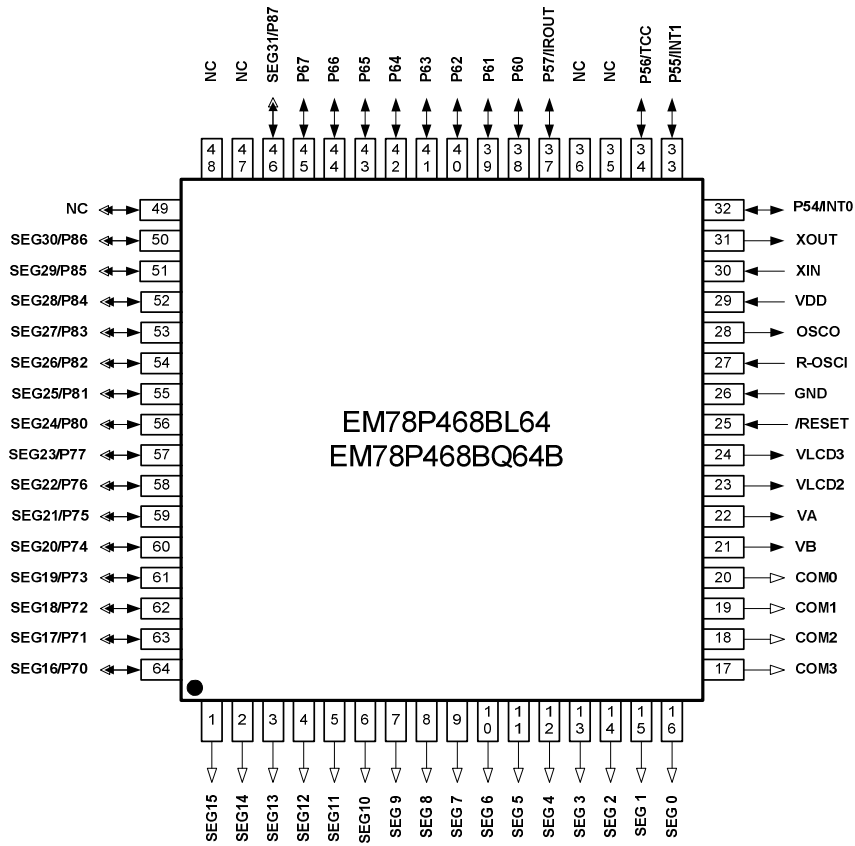 NC
NC
SEG31/P87
P67
P66
P65
P64
P63
P62
P61
P60
P57/IROUT
NC
NC
P56/TCC
P55/INT1
48
47
46
45
44
43
42
41
40
39
38
37
36
35
34
33
NC 49
SEG30/P86 50
SEG29/P85 51
SEG28/P84 52
SEG27/P83 53
SEG26/P82 54
SEG25/P81 55
SEG24/P80 56
SEG23/P77 57
SEG22/P76 58
SEG21/P75 59
SEG20/P74 60
SEG19/P73 61
SEG18/P72 62
SEG17/P71 63
SEG16/P70 64
EM78P468BL64
EM78P468BQ64B
32 P54/INT0
31 XOUT
30 XIN
29 VDD
28 OSCO
27 R-OSCI
26 GND
25 /RESET
24 VLCD3
23 VLCD2
22 VA
21 VB
20 COM0
19 COM1
18 COM2
17 COM3
1
2
3
4
5
6
7
8
9
10
11
12
13
14
15
16
SEG15
SEG14
SEG13
SEG12
SEG11
SEG10
SEG 9
SEG 8
SEG 7
SEG 6
SEG 5
SEG 4
SEG 3
SEG 2
SEG 1
SEG 0